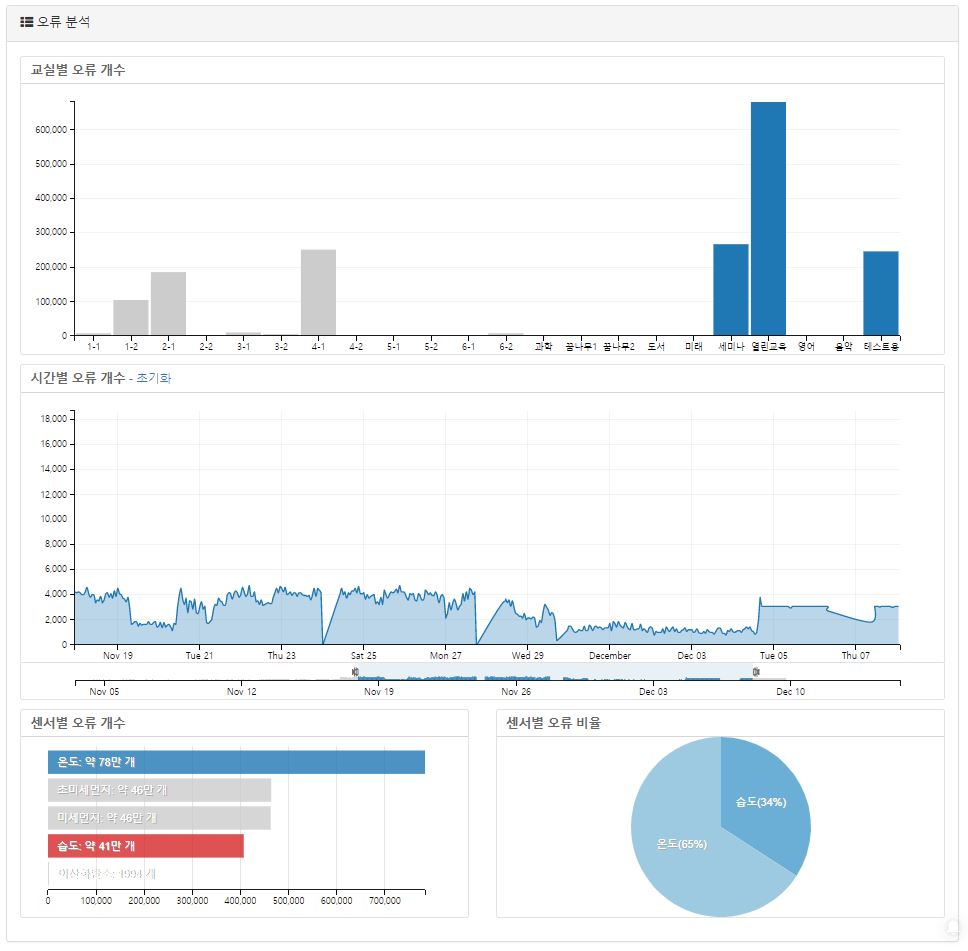 오류 분석
교실별 오류 개수
600,000
500,000
400,000
300,000
200,000
100,000
0
1-1 1-2 2-1 2-2 3-1 3-2 4-1 4-2 5-1 5-2 6-1 6-2 과학 꿈나무1 꿈나무2 도서 미래 세미나 열린교육 영어 음악 테스트용
시간별 오류 개수 - 초기화
18,000
16,000
14,000
12,000
10,000
8,000
6,000
4,000
2,000
0
Nov 19 Tue 21 Thu 23 Sat 25 Mon 27 Wed 29 December Dec 03 Tue 05 Thu 07
Nov 05 Nov 12 Nov 19 Nov 26 Dec 03 Dec 10
센서별 오류 개수
온도: 약 78만 개
초미세먼지: 약 46만 개
미세먼지: 약 46만 개
습도: 약 41만 개
이산화탄소: 1994 개
0 100,000 200,000 300,000 400,000 500,000 600,000 700,000
센서별 오류 비율
습도(34%)
온도(65%)